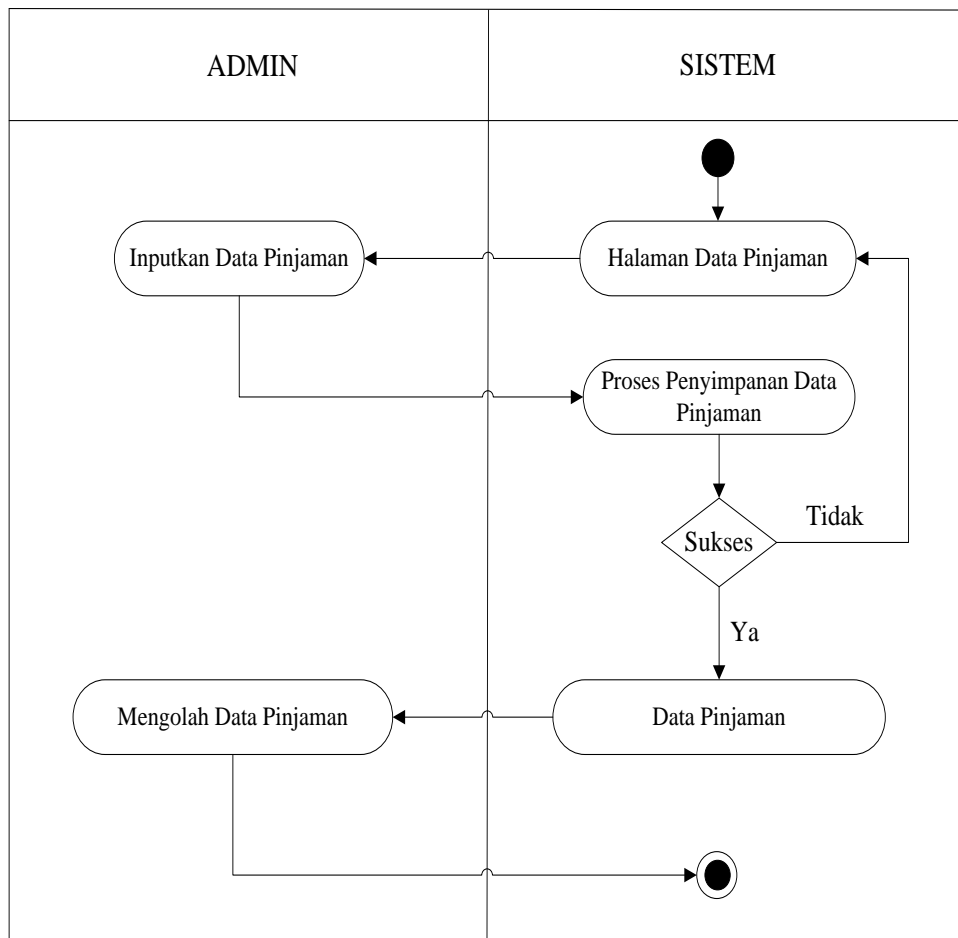 ADMIN
SISTEM
Inputkan Data Pinjaman
Halaman Data Pinjaman
Proses Penyimpanan Data
Pinjaman
Sukses
Tidak
Ya
Mengolah Data Pinjaman
Data Pinjaman